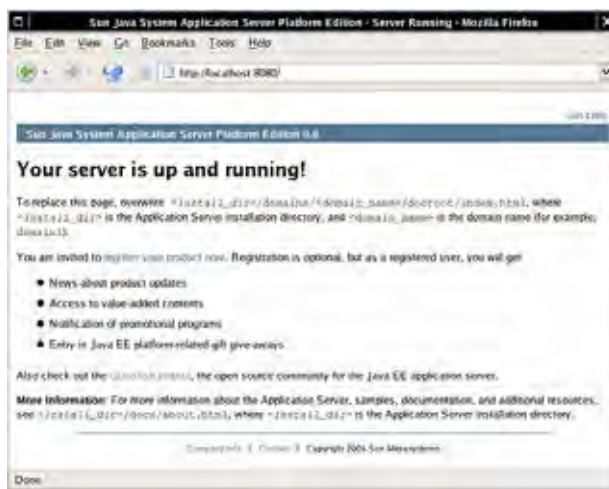 Sun Java System Application Server Platform Edition - Server Running - Mozilla Firefox
File Edit View Go Bookmarks Tools Help
http://localhost:8080/
Sun Java System Application Server Platform Edition 9.0
Your server is up and running!
To replace this page, overwrite <install_dir>/domains/<domain_name>/docroot/index.html, where
<install_dir> is the Application Server installation directory, and <domain_name> is the domain name (for example,
domain1).
You are invited to register your product now. Registration is optional, but as a registered user, you will get
News about product updates
Access to value-added contents
Notification of promotional programs
Entry in Java EE platform-related gift give-aways
Also check out the the open source community for the Java EE application server.
More Information: For more information about the Application Server, samples, documentation, and additional resources,
see <install_dir>/docs/about.html, where <install_dir> is the Application Server installation directory.
Company Info | Contact | Copyright Sun Microsystems
Done